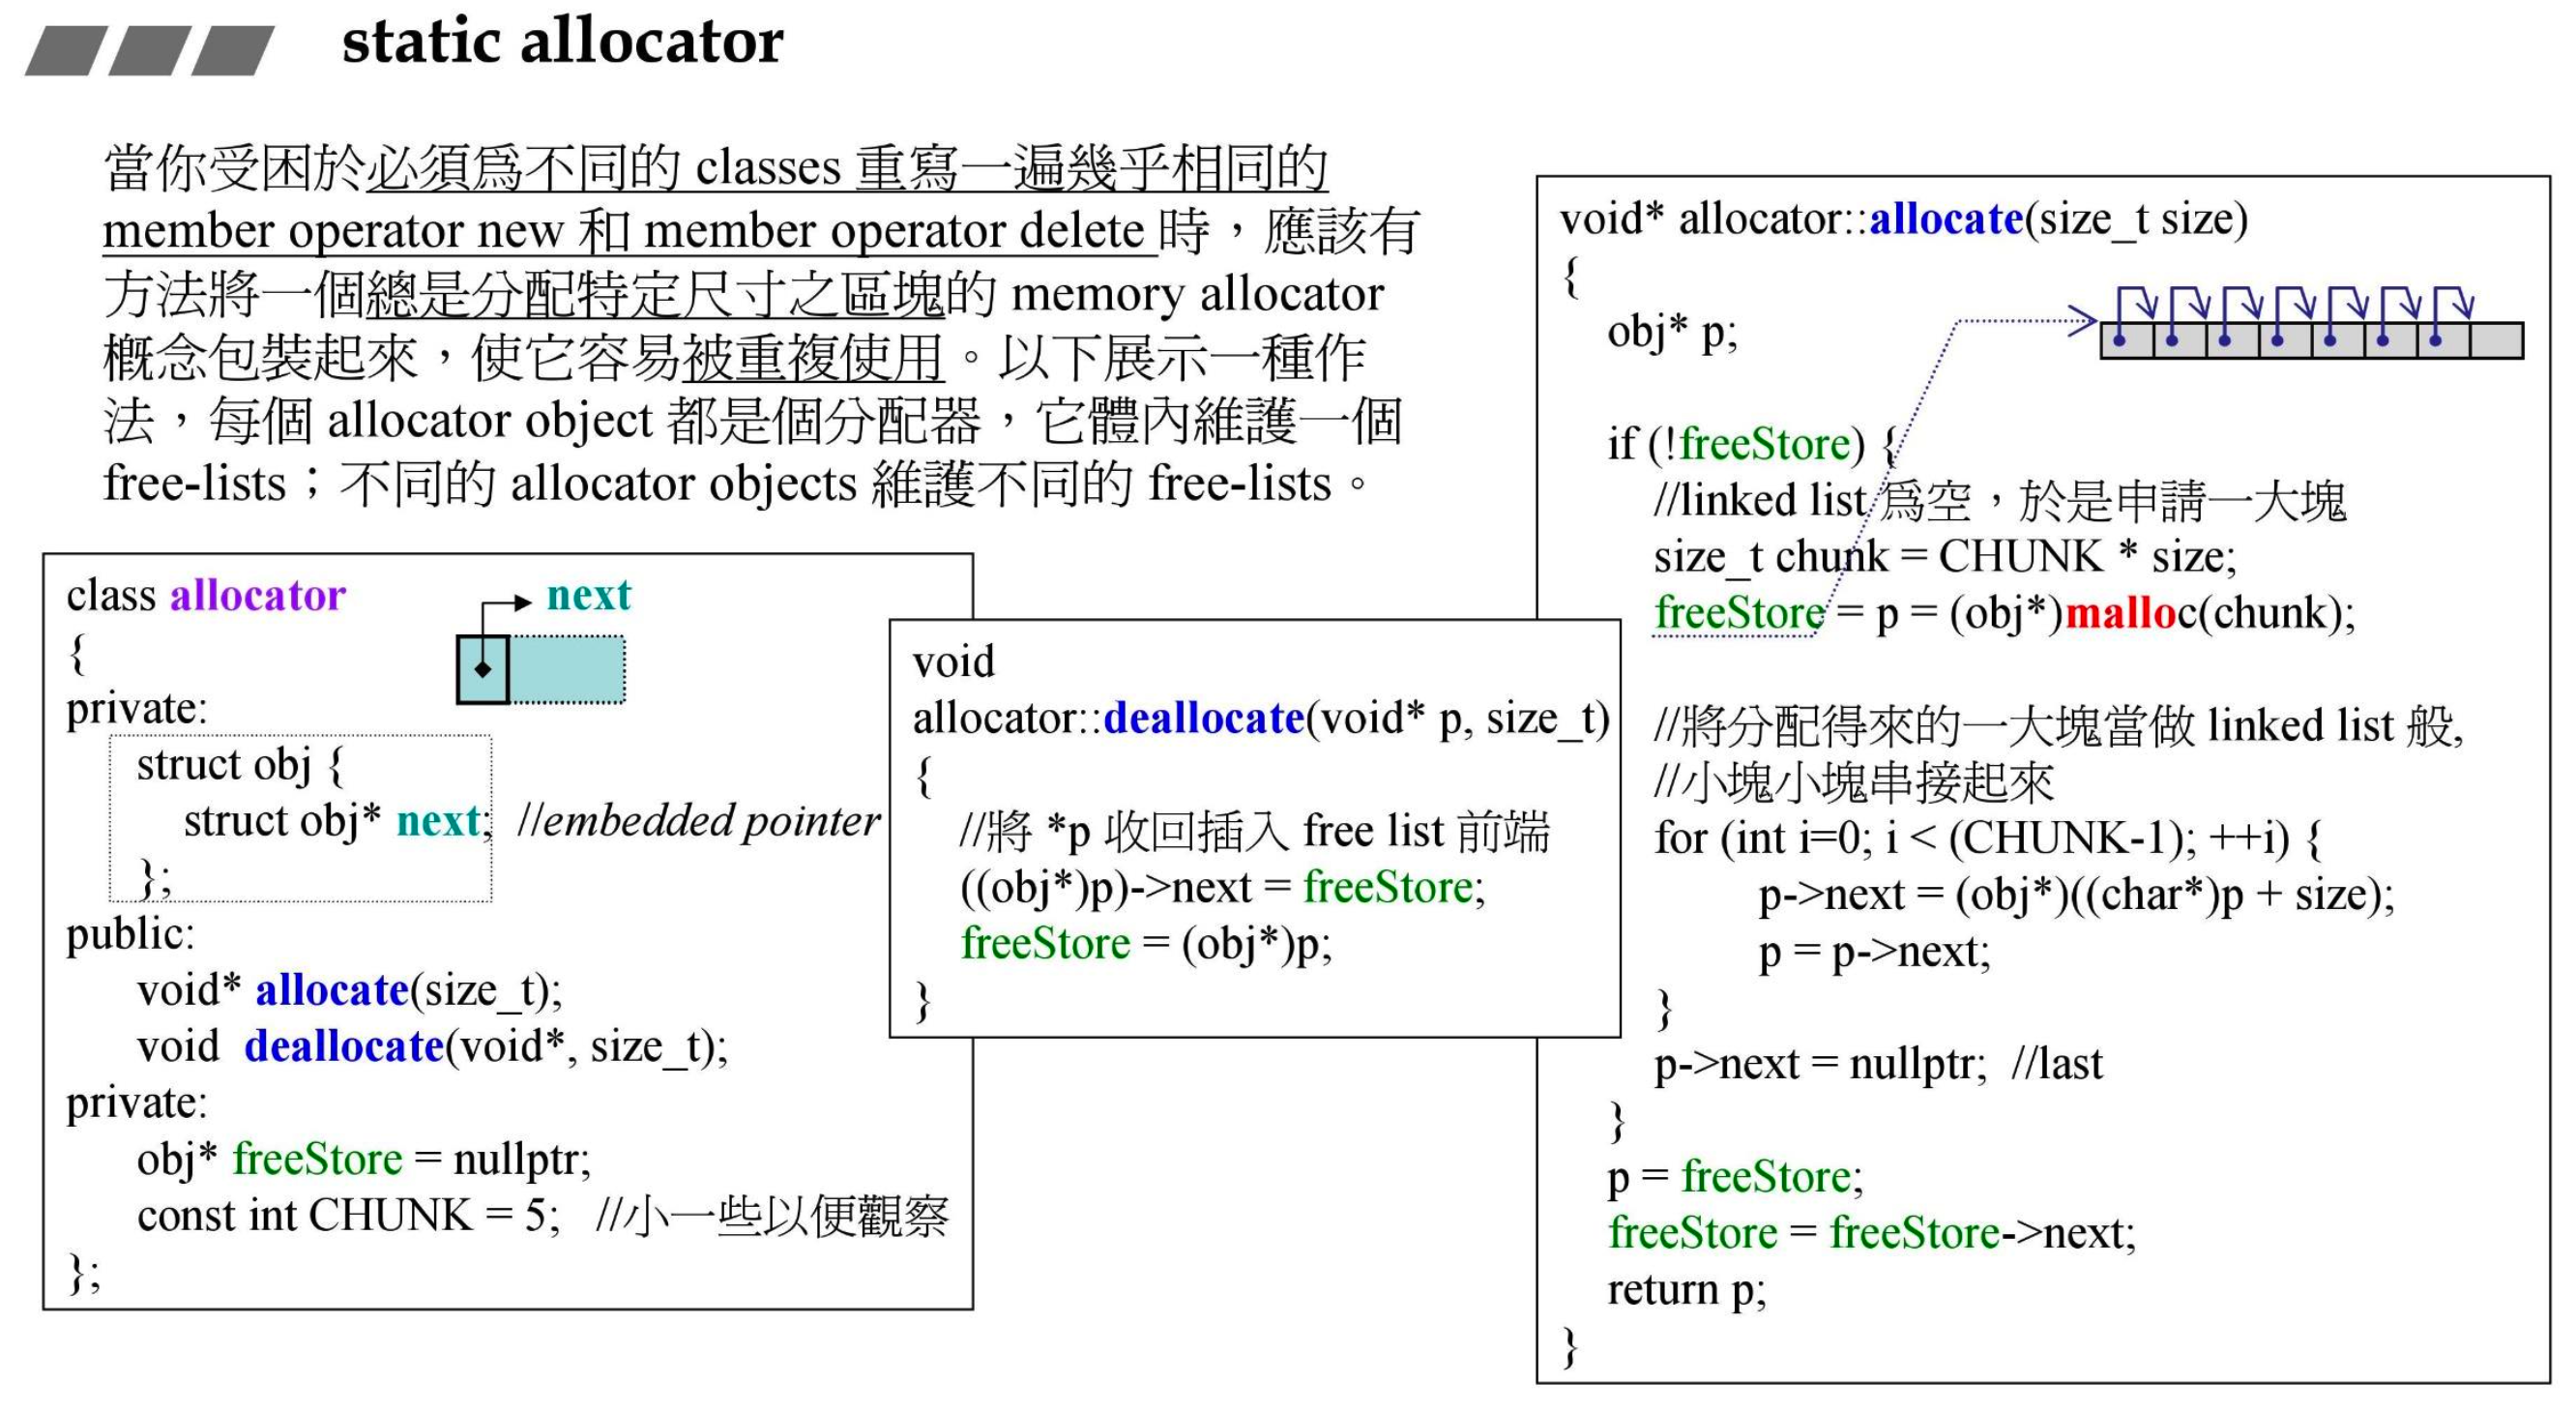 static allocator
當你受困於必須爲不同的 classes 重寫一遍幾乎相同的
member operator new 和 member operator delete 時，應該有
方法將一個總是分配特定尺寸之區塊的 memory allocator
概念包裝起來，使它容易被重複使用。以下展示一種作
法，每個 allocator object 都是個分配器，它體內維護一個
free-lists；不同的 allocator objects 維護不同的 free-lists。
class allocator
{
private:
struct obj {
struct obj* next; //embedded pointer
};
public:
void* allocate(size_t);
void deallocate(void*, size_t);
private:
obj* freeStore = nullptr;
const int CHUNK = 5; //小一些以便觀察
};
next
void
allocator::deallocate(void* p, size_t)
{
//將 *p 收回插入 free list 前端
((obj*)p)->next = freeStore;
freeStore = (obj*)p;
}
void* allocator::allocate(size_t size)
{
obj* p;
if (!freeStore) {
//linked list 爲空，於是申請一大塊
size_t chunk = CHUNK * size;
freeStore = p = (obj*)malloc(chunk);
//將分配得來的一大塊當做 linked list 般,
//小塊小塊串接起來
for (int i=0; i < (CHUNK-1); ++i) {
p->next = (obj*)((char*)p + size);
p = p->next;
}
p->next = nullptr; //last
}
p = freeStore;
freeStore = freeStore->next;
return p;
}